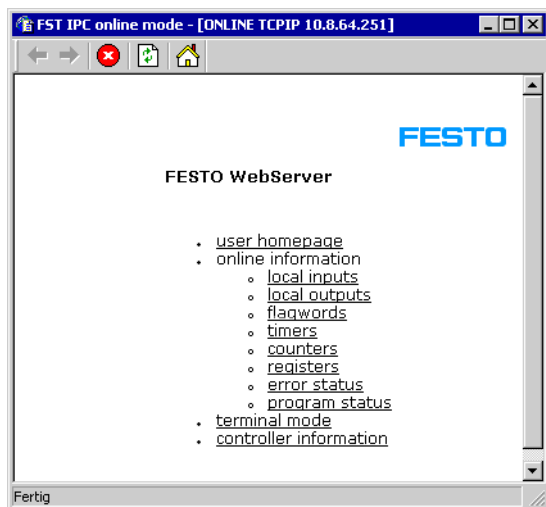 FST IPC online mode - [ONLINE TCPIP 10.8.64.251]
FESTO
FESTO WebServer
user homepage
online information
local inputs
local outputs
flagwords
timers
counters
registers
error status
program status
terminal mode
controller information
Fertig